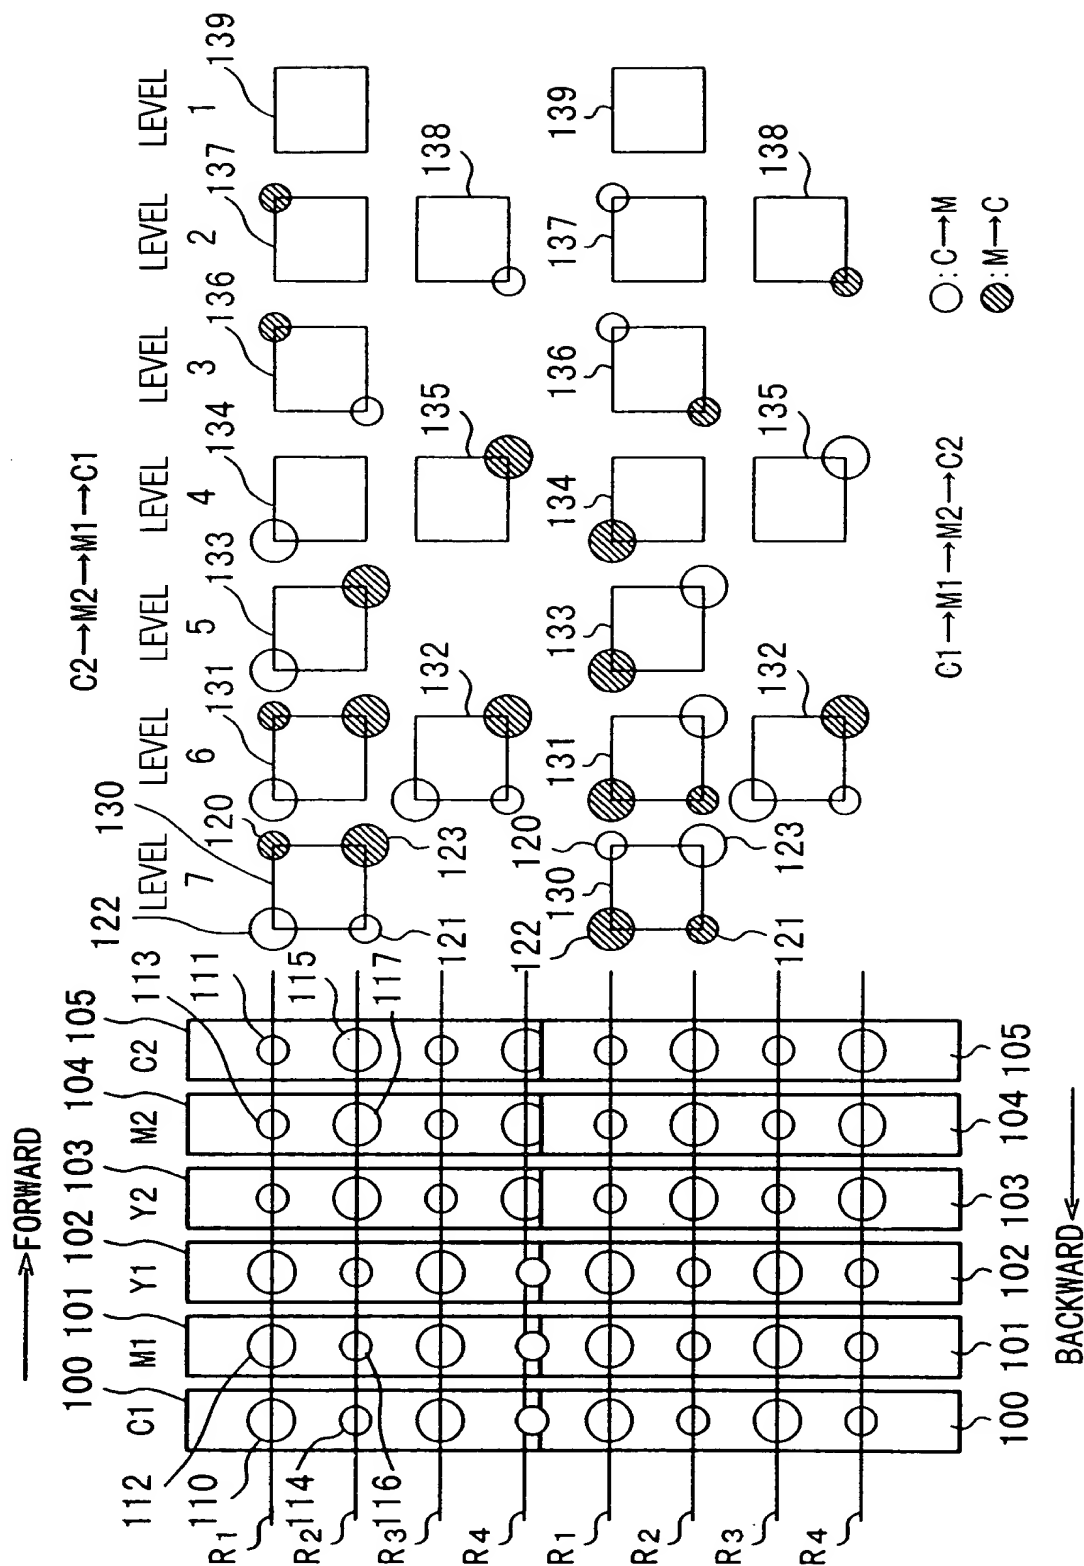 FORWARD
C2→M2→M1→C1
100 101 102 103 104 105
C1 M1 Y1 Y2 M2 C2
LEVEL LEVEL LEVEL LEVEL LEVEL LEVEL LEVEL
7 6 5 4 3 2 1
113
111
122
130
120
131
133
134
136
137
139
112
110
114
116
115
117
121
123
132
135
138
R1
R2
R3
R4
122
130
120
131
133
134
136
137
139
121
123
132
135
138
R1
R2
R3
R4
100 101 102 103 104 105
C1→M1→M2→C2
:C→M
:M→C
BACKWARD